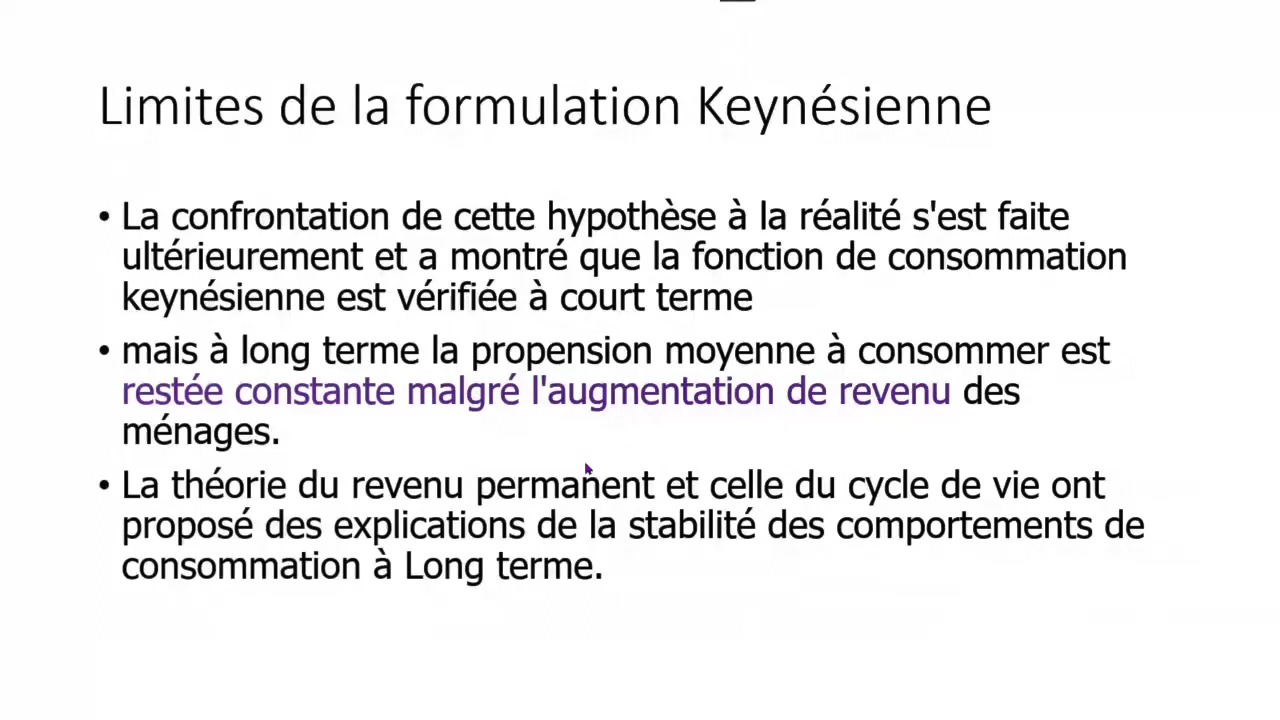 Limites de la formulation Keynésienne
• La confrontation de cette hypothèse à la réalité s'est faite
ultérieurement et a montré que la fonction de consommation
keynésienne est vérifiée à court terme
• mais à long terme la propension moyenne à consommer est
restée constante malgré l'augmentation de revenu des
ménages.
• La théorie du revenu permanent et celle du cycle de vie ont
proposé des explications de la stabilité des comportements de
consommation à Long terme.